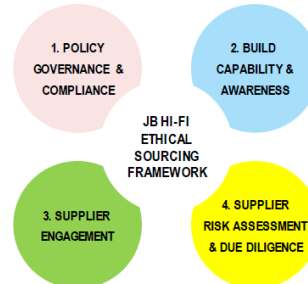 1. POLICY
GOVERNANCE &
COMPLIANCE
2. BUILD
CAPABILITY &
AWARENESS
JB HI-FI
ETHICAL
SOURCING
FRAMEWORK
3. SUPPLIER
ENGAGEMENT
4. SUPPLIER
RISK ASSESSMENT
& DUE DILIGENCE